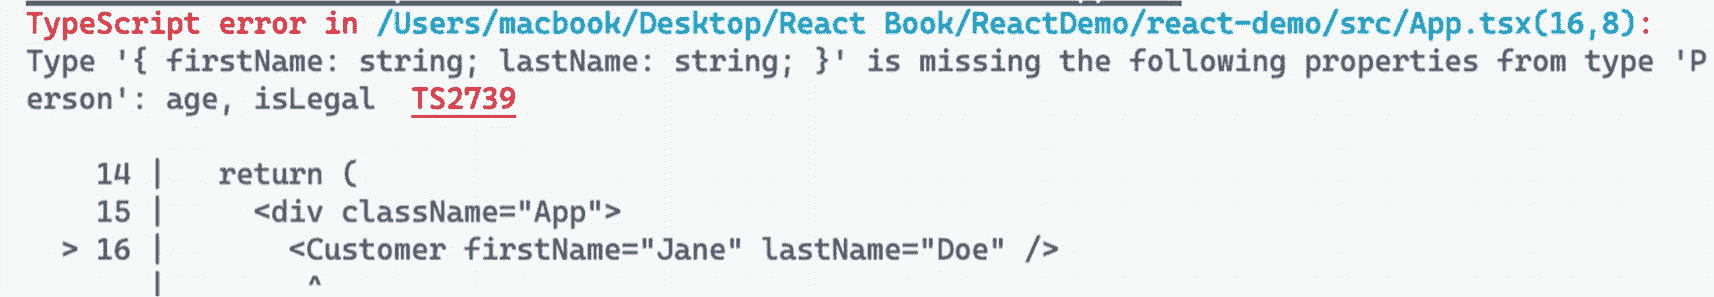 TypeScript error in /Users/macbook/Desktop/React Book/ReactDemo/react-demo/src/App.tsx(16,8):
Type '{ firstName: string; lastName: string; }' is missing the following properties from type 'P
erson': age, isLegal  TS2739
14 |   return (
15 |     <div className="App">
> 16 |       <Customer firstName="Jane" lastName="Doe" />
|        ^